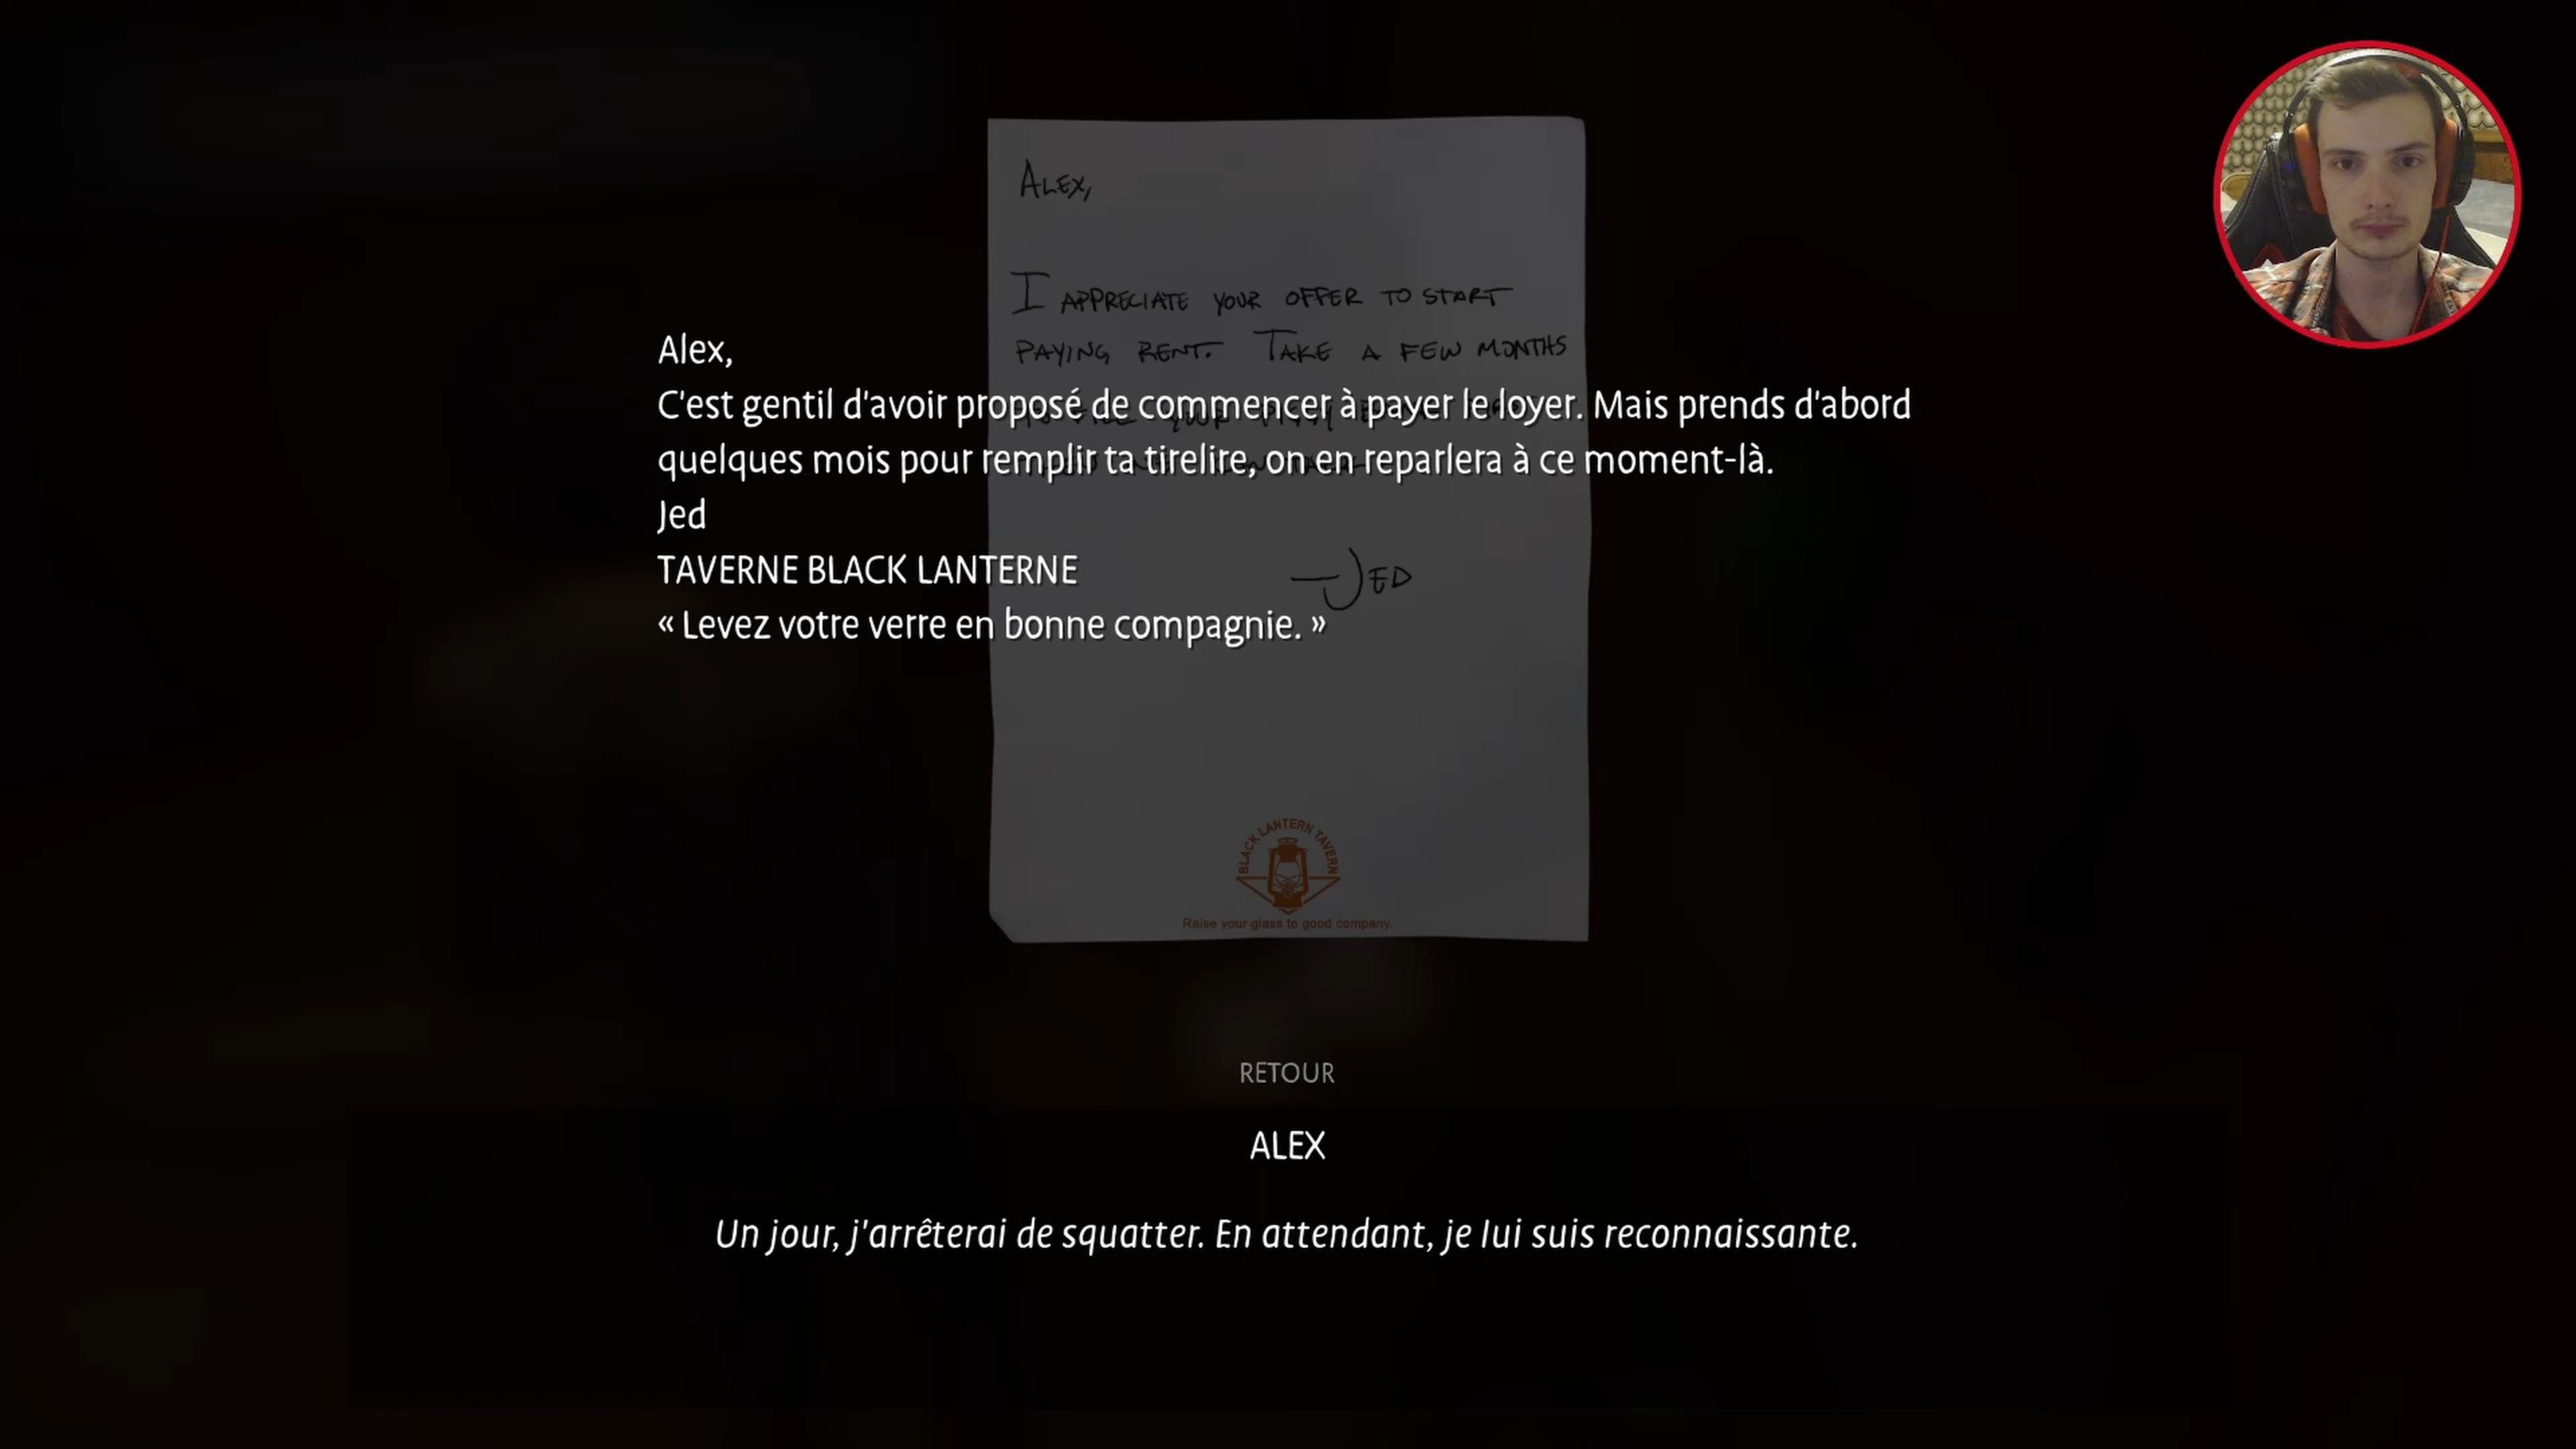 ALEX,
I APPRECIATE YOUR OFFER TO START
PAYING RENT. TAKE A FEW MONTHS
Alex,
C'est gentil d'avoir proposé de commencer à payer le loyer. Mais prends d'abord
quelques mois pour remplir ta tirelire, on en reparlera à ce moment-là.
Jed
TAVERNE BLACK LANTERNE
« Levez votre verre en bonne compagnie. »
—JED
BLACK LANTERN TAVERN
Raise your glass to good company.
RETOUR
ALEX
Un jour, j'arrêterai de squatter. En attendant, je lui suis reconnaissante.